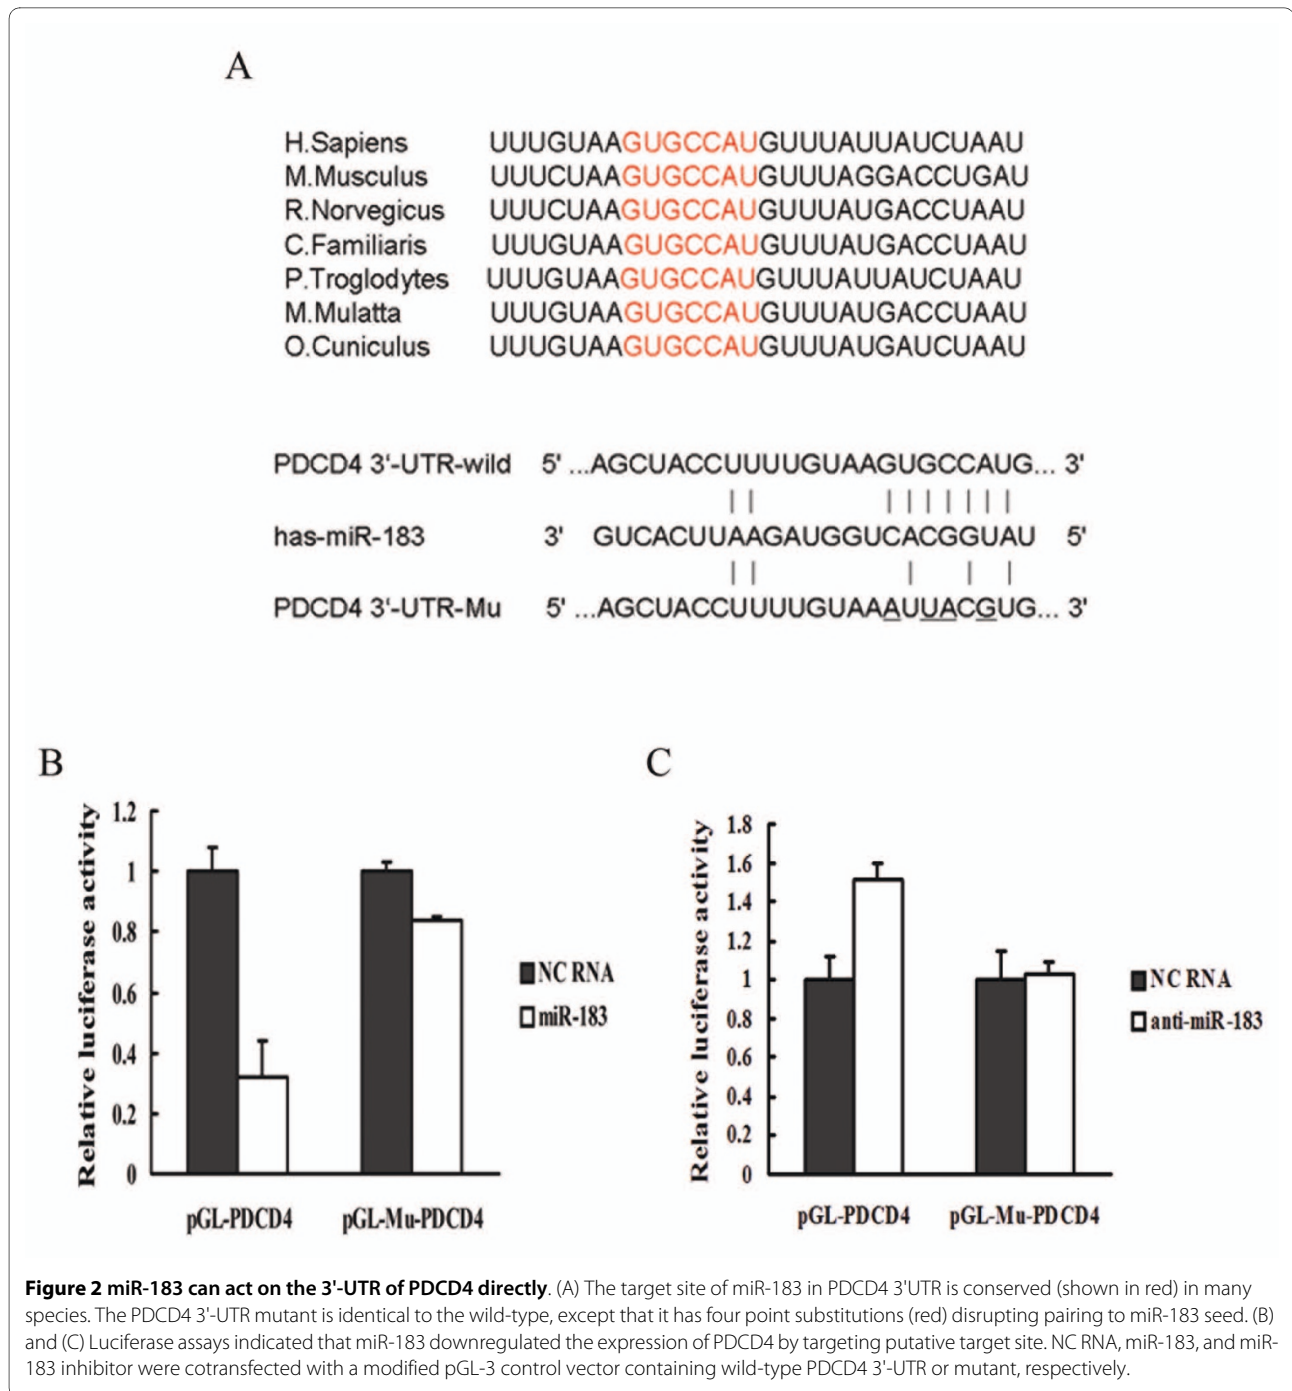 A
H.Sapiens UUUGUAAGUGCCAUGUUUAUUAUCUAAU
M.Musculus UUUCUAAGUGCCAUGUUUAGGACCUGAU
R.Norvegicus UUUCUAAGUGCCAUGUUUAUGACCUAAU
C.Familiaris UUUGUAAGUGCCAUGUUUAUGACCUAAU
P.Troglodytes UUUGUAAGUGCCAUGUUUAUUAUCUAAU
M.Mulatta UUUGUAAGUGCCAUGUUUAUGACCUAAU
O.Cuniculus UUUGUAAGUGCCAUGUUUAUGAUCUAAU
PDCD4 3'-UTR-wild 5' ...AGCUACCUUUUGUAAGUGCCAUG... 3'
has-miR-183 3' GUCACUUAAGAUGGUCACGGUAU 5'
PDCD4 3'-UTR-Mu 5' ...AGCUACCUUUUGUAAAUUACGUG... 3'
B
Relative luciferase activity
1.2
1
0.8
0.6
0.4
0.2
0
pGL-PDCD4 pGL-Mu-PDCD4
NC RNA
miR-183
C
Relative luciferase activity
1.8
1.6
1.4
1.2
1
0.8
0.6
0.4
0.2
0
pGL-PDCD4 pGL-Mu-PDCD4
NC RNA
anti-miR-183
Figure 2 miR-183 can act on the 3'-UTR of PDCD4 directly. (A) The target site of miR-183 in PDCD4 3'UTR is conserved (shown in red) in many
species. The PDCD4 3'-UTR mutant is identical to the wild-type, except that it has four point substitutions (red) disrupting pairing to miR-183 seed. (B)
and (C) Luciferase assays indicated that miR-183 downregulated the expression of PDCD4 by targeting putative target site. NC RNA, miR-183, and miR-
183 inhibitor were cotransfected with a modified pGL-3 control vector containing wild-type PDCD4 3'-UTR or mutant, respectively.